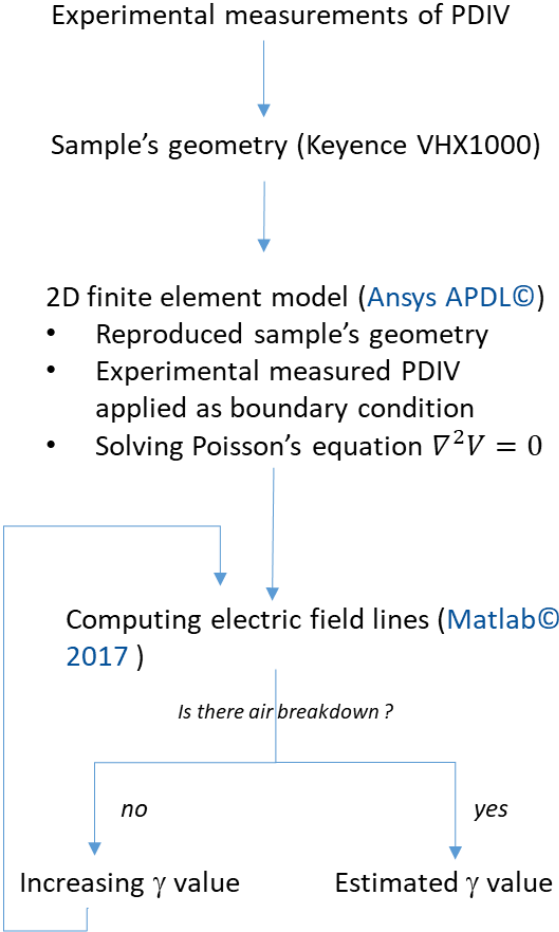 Experimental measurements of PDIV
Sample’s geometry (Keyence VHX1000)
2D finite element model (Ansys APDL©)
• Reproduced sample’s geometry
• Experimental measured PDIV
applied as boundary condition
• Solving Poisson’s equation ∇²V = 0
Computing electric field lines (Matlab©
2017 )
Is there air breakdown ?
no
yes
Increasing γ value
Estimated γ value